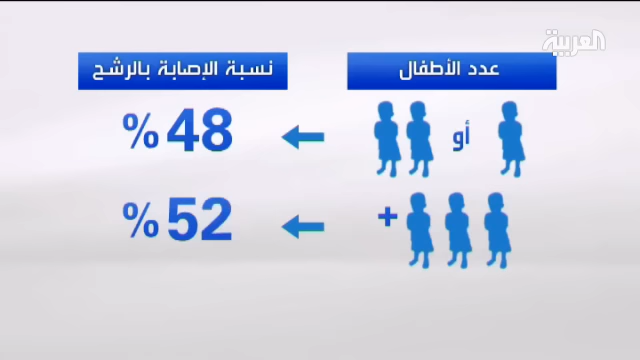 العربية
عدد الأطفال
نسبة الإصابة بالرشح
أو
% 48
+
% 52